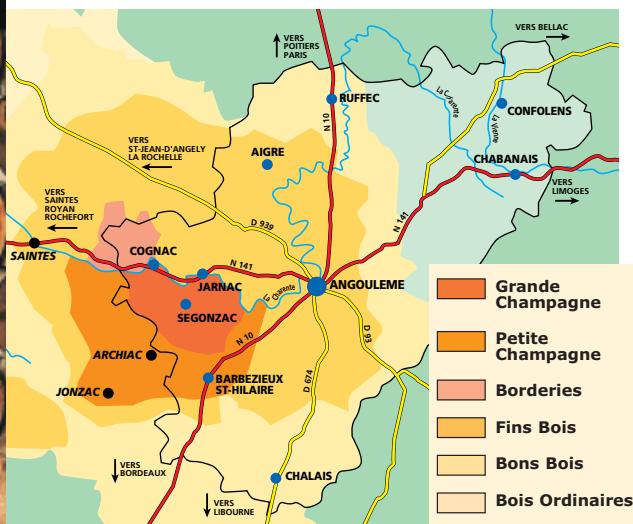 VERS BELLAC
VERS
POITIERS
PARIS
RUFFEC
La Charente
CONFOLENS
La Vienne
N 10
VERS
ST-JEAN-D'ANGELY
LA ROCHELLE
AIGRE
CHABANAIS
VERS
LIMOGES
VERS
SAINTES
ROYAN
ROCHEFORT
D 939
N 141
SAINTES
COGNAC
N 141
JARNAC
La Charente
ANGOULEME
SEGONZAC
N 10
D 93
ARCHIAC
D 674
JONZAC
BARBEZIEUX
ST-HILAIRE
VERS
BORDEAUX
CHALAIS
VERS
LIBOURNE
Grande
Champagne
Petite
Champagne
Borderies
Fins Bois
Bons Bois
Bois Ordinaires